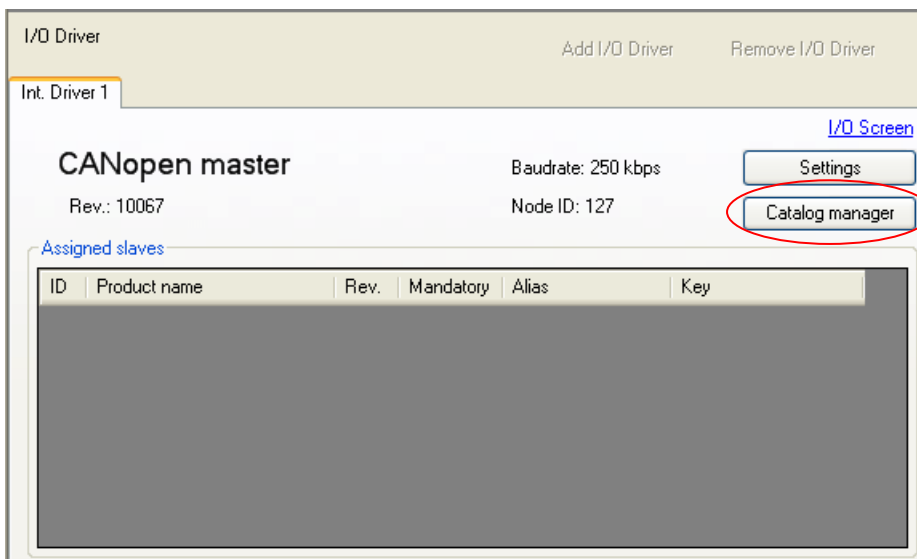 I/O Driver
Add I/O Driver Remove I/O Driver
Int. Driver 1
I/O Screen
CANopen master Baudrate: 250 kbps Settings
Rev.: 10067 Node ID: 127 Catalog manager
Assigned slaves
ID Product name Rev. Mandatory Alias Key